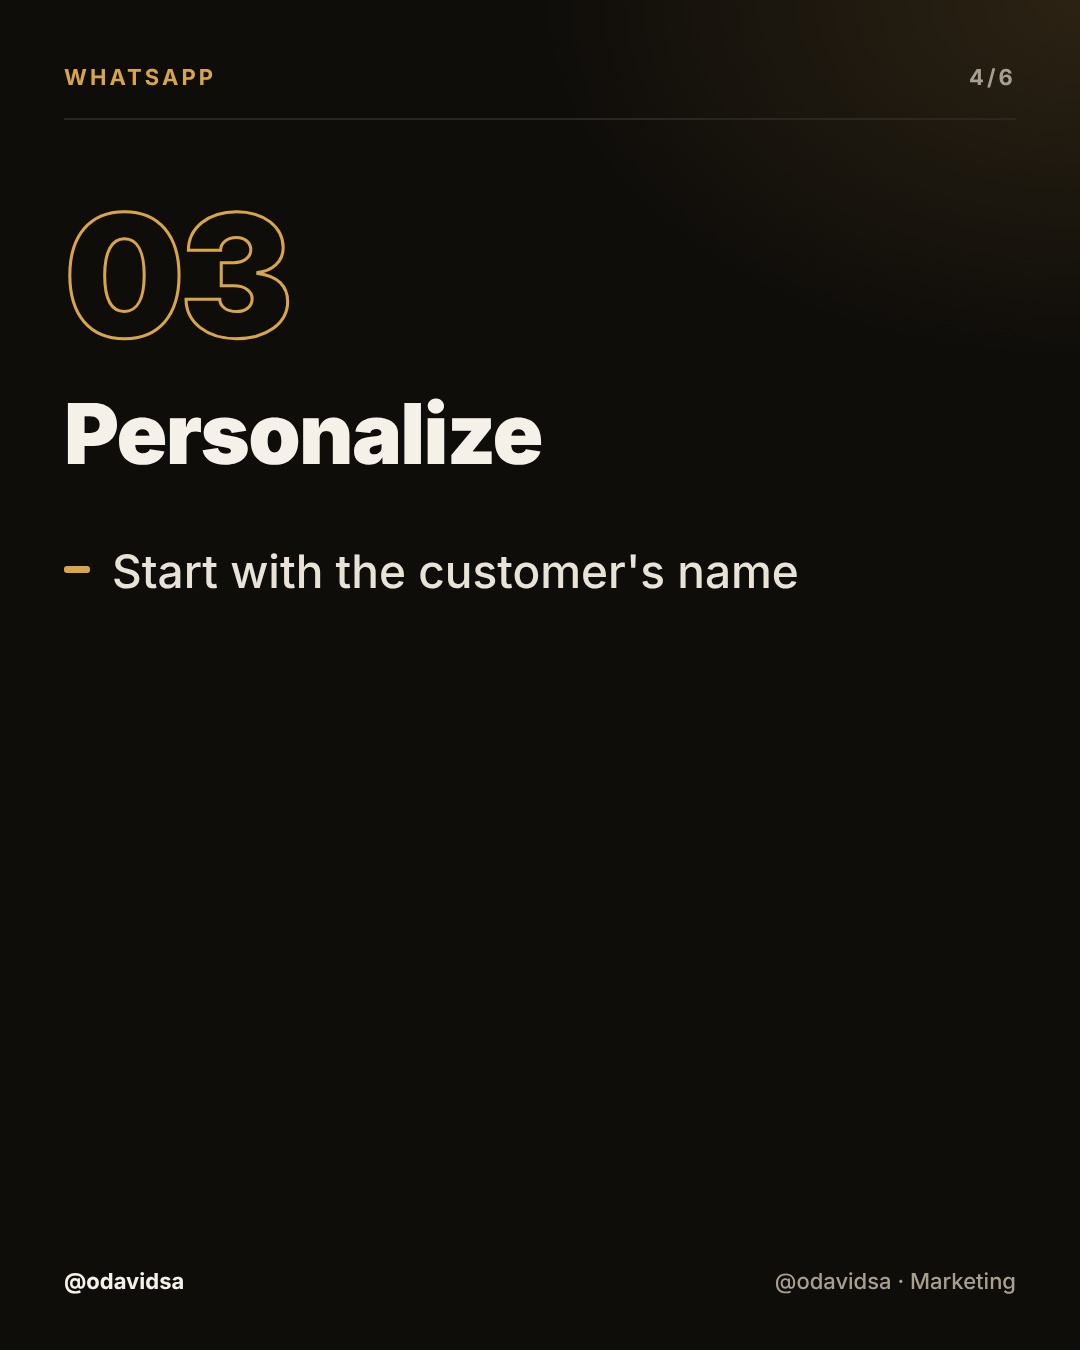 WHATSAPP
4/6
03
Personalize
Start with the customer's name
@odavidsa
@odavidsa · Marketing